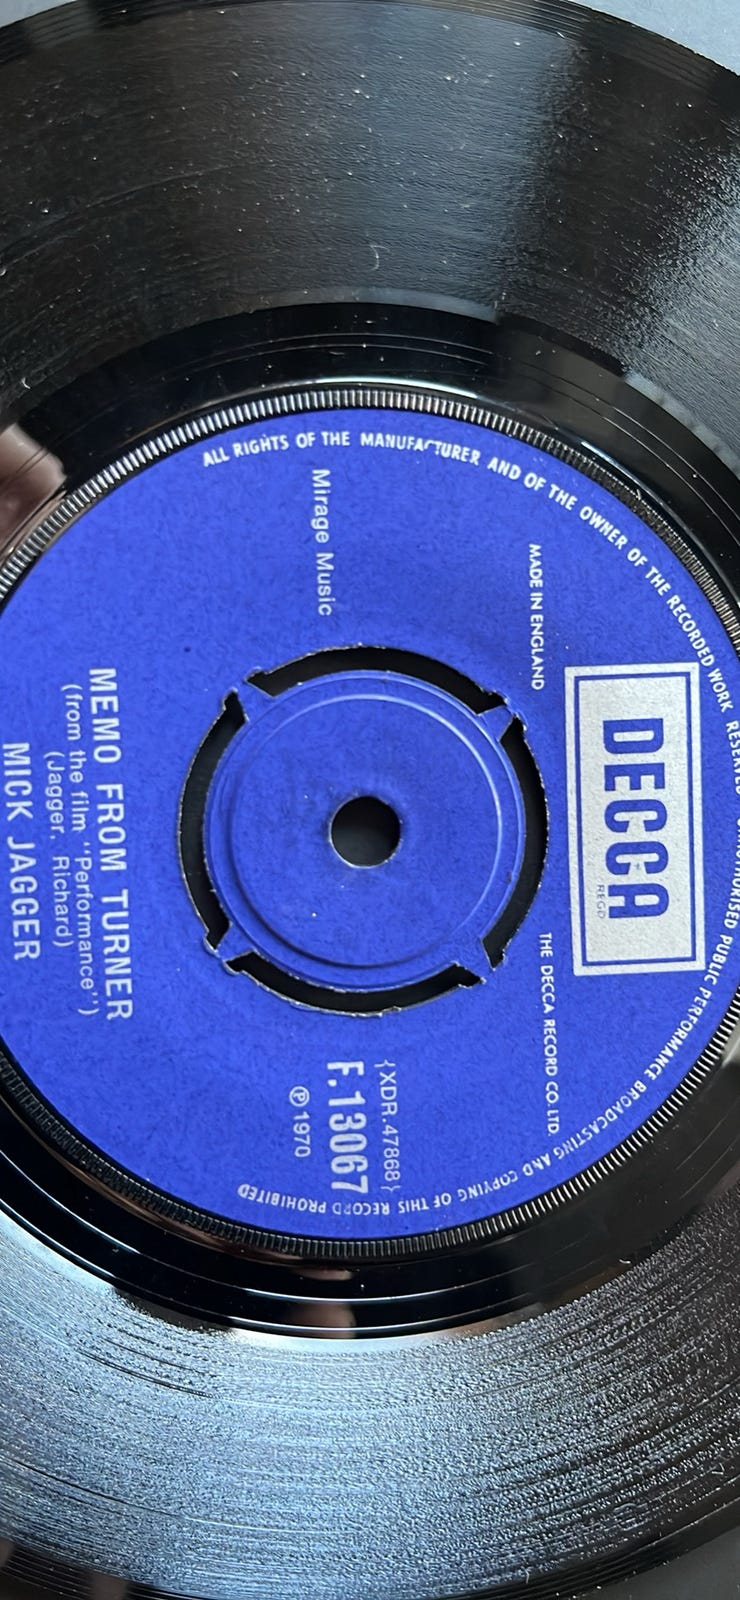 ALL RIGHTS OF THE MANUFACTURER AND OF THE OWNER OF THE RECORDED WORK RESERVED UNAUTHORISED PUBLIC PERFORMANCE BROADCASTING AND COPYING OF THIS RECORD PROHIBITED
DECCA
REGD
MADE IN ENGLAND
THE DECCA RECORD CO. LTD.
Mirage Music
{XDR.47868}
F.13067
Ⓟ 1970
MEMO FROM TURNER
(from the film "Performance")
(Jagger, Richard)
MICK JAGGER